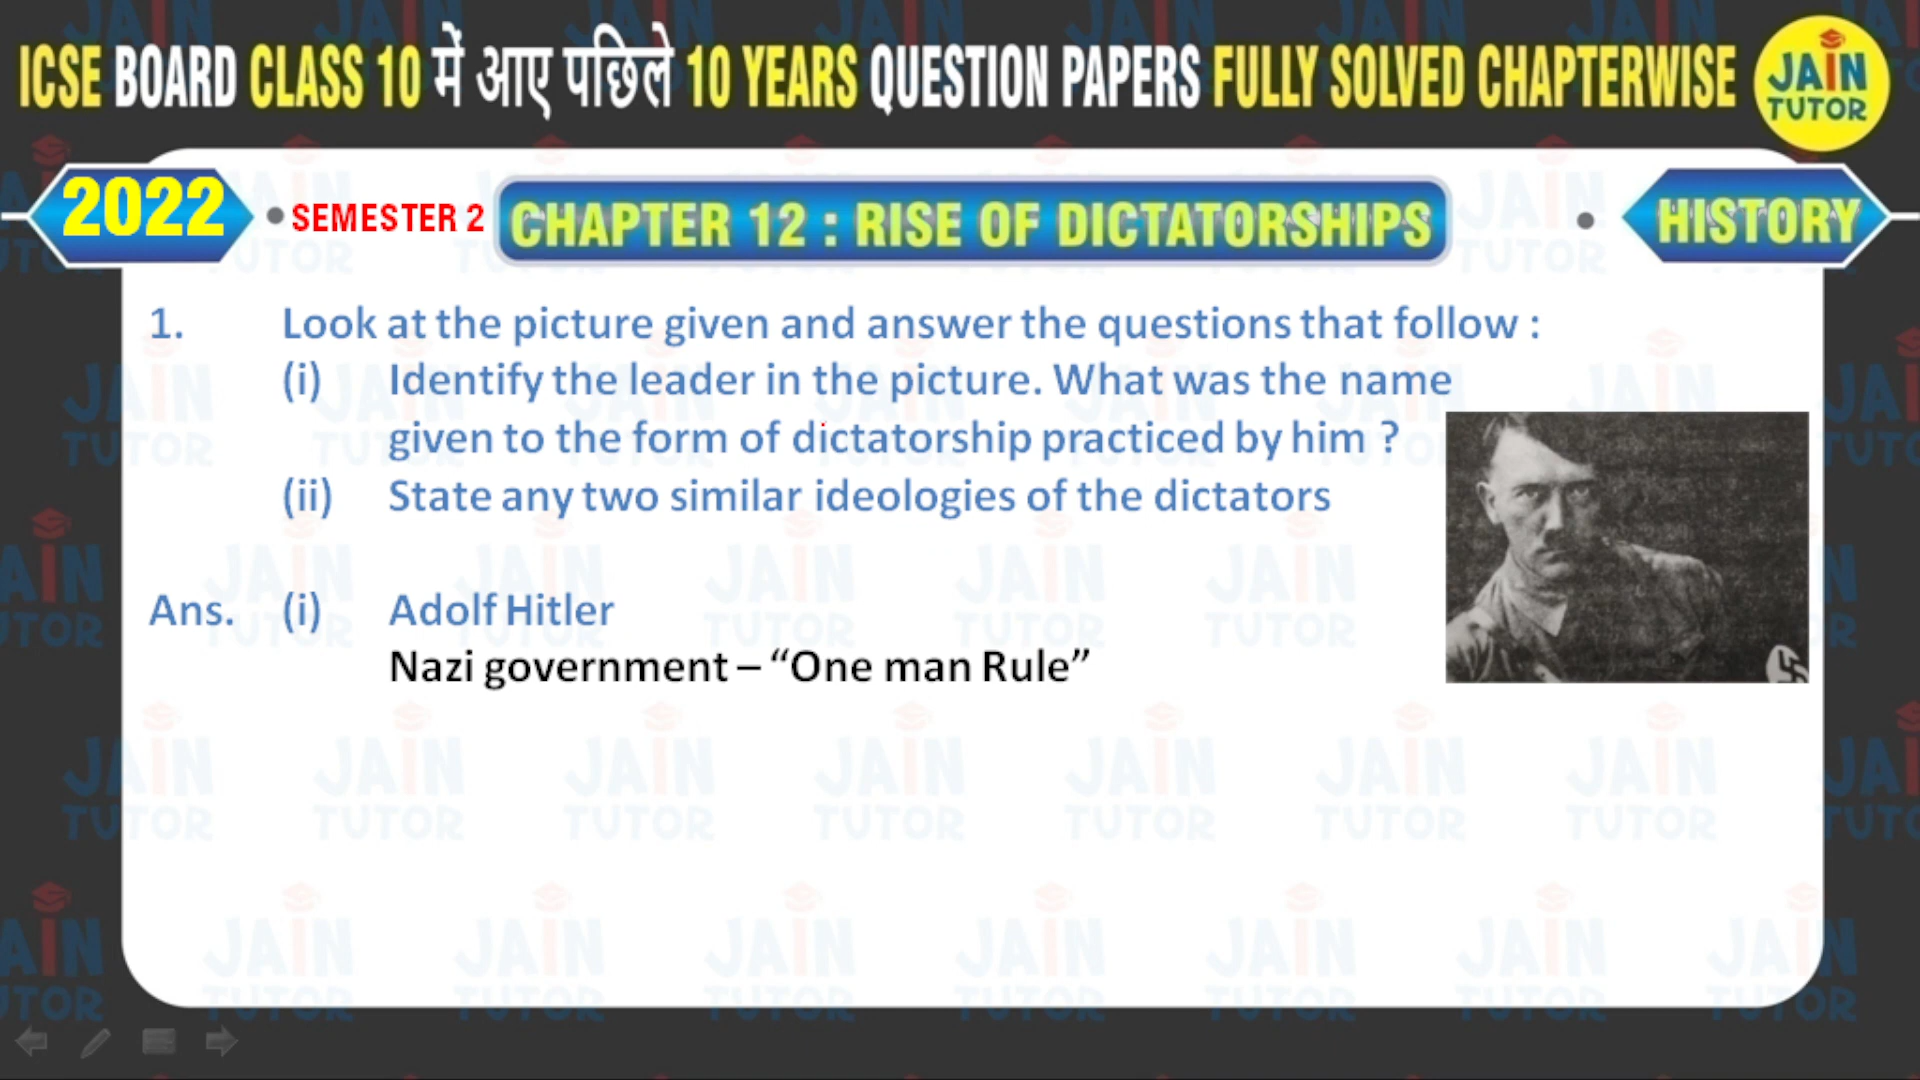 ICSE BOARD CLASS 10 में आए पछिले 10 YEARS QUESTION PAPERS FULLY SOLVED CHAPTERWISE
JAIN
TUTOR
2022
SEMESTER 2
CHAPTER 12 : RISE OF DICTATORSHIPS
HISTORY
1. Look at the picture given and answer the questions that follow :
(i) Identify the leader in the picture. What was the name
given to the form of dictatorship practiced by him ?
(ii) State any two similar ideologies of the dictators
Ans. (i) Adolf Hitler
Nazi government – “One man Rule”